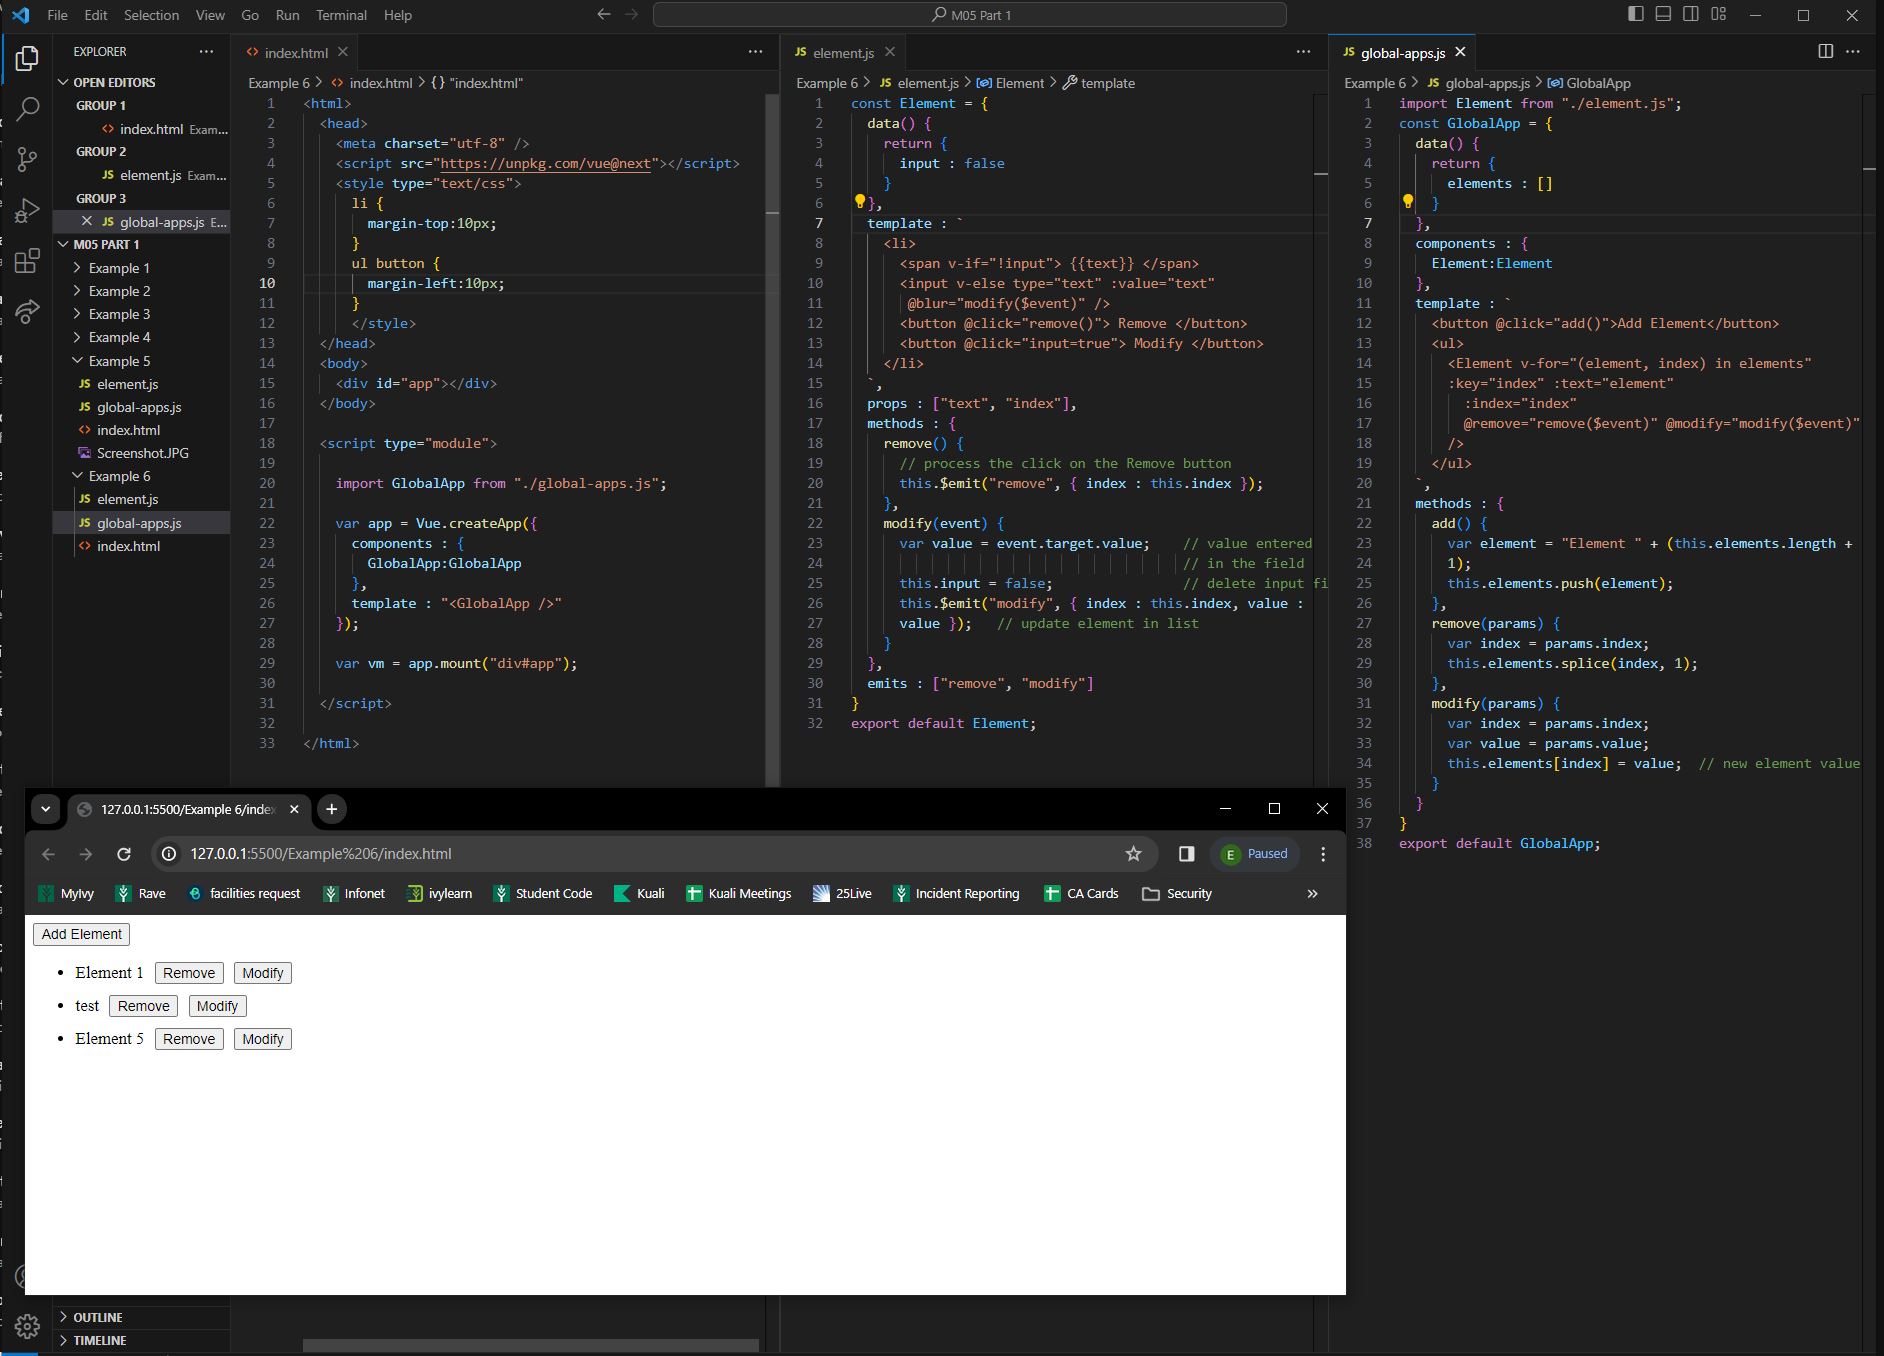 File Edit Selection View Go Run Terminal Help
M05 Part 1
EXPLORER
OPEN EDITORS
GROUP 1
index.html Exam...
GROUP 2
JS element.js Exam...
GROUP 3
JS global-apps.js E...
M05 PART 1
Example 1
Example 2
Example 3
Example 4
Example 5
JS element.js
JS global-apps.js
<> index.html
Screenshot.JPG
Example 6
JS element.js
JS global-apps.js
<> index.html
OUTLINE
TIMELINE
<> index.html
Example 6 > <> index.html > {} "index.html"
1 <html>
2 <head>
3 <meta charset="utf-8" />
4 <script src="https://unpkg.com/vue@next"></script>
5 <style type="text/css">
6 li {
7 margin-top:10px;
8 }
9 ul button {
10 margin-left:10px;
11 }
12 </style>
13 </head>
14 <body>
15 <div id="app"></div>
16 </body>
17
18 <script type="module">
19
20 import GlobalApp from "./global-apps.js";
21
22 var app = Vue.createApp({
23 components : {
24 GlobalApp:GlobalApp
25 },
26 template : "<GlobalApp />"
27 });
28
29 var vm = app.mount("div#app");
30
31 </script>
32
33 </html>
JS element.js
Example 6 > JS element.js > Element > template
1 const Element = {
2 data() {
3 return {
4 input : false
5 }
6 },
7 template : `
8 <li>
9 <span v-if="!input"> {{text}} </span>
10 <input v-else type="text" :value="text"
11 @blur="modify($event)" />
12 <button @click="remove()"> Remove </button>
13 <button @click="input=true"> Modify </button>
14 </li>
15 `,
16 props : ["text", "index"],
17 methods : {
18 remove() {
19 // process the click on the Remove button
20 this.$emit("remove", { index : this.index });
21 },
22 modify(event) {
23 var value = event.target.value; // value entered
24 // in the field
25 this.input = false; // delete input fi
26 this.$emit("modify", { index : this.index, value :
27 value }); // update element in list
28 }
29 },
30 emits : ["remove", "modify"]
31 }
32 export default Element;
JS global-apps.js
Example 6 > JS global-apps.js > GlobalApp
1 import Element from "./element.js";
2 const GlobalApp = {
3 data() {
4 return {
5 elements : []
6 }
7 },
8 components : {
9 Element:Element
10 },
11 template : `
12 <button @click="add()">Add Element</button>
13 <ul>
14 <Element v-for="(element, index) in elements"
15 :key="index" :text="element"
16 :index="index"
17 @remove="remove($event)" @modify="modify($event)"
18 />
19 </ul>
20 `,
21 methods : {
22 add() {
23 var element = "Element " + (this.elements.length +
24 1);
25 this.elements.push(element);
26 },
27 remove(params) {
28 var index = params.index;
29 this.elements.splice(index, 1);
30 },
31 modify(params) {
32 var index = params.index;
33 var value = params.value;
34 this.elements[index] = value; // new element value
35 }
36 }
37 }
38 export default GlobalApp;
127.0.0.1:5500/Example 6/index
127.0.0.1:5500/Example%206/index.html
E Paused
MyIvy Rave facilities request Infonet ivylearn Student Code Kuali Kuali Meetings 25Live Incident Reporting CA Cards Security »
Add Element
• Element 1 Remove Modify
• test Remove Modify
• Element 5 Remove Modify